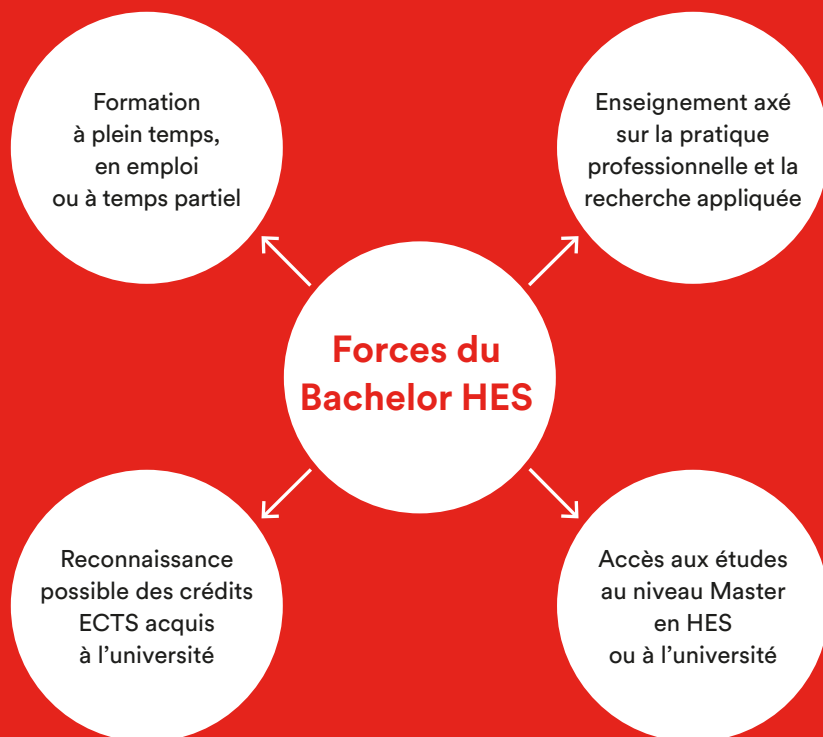 Formation
à plein temps,
en emploi
ou à temps partiel
Enseignement axé
sur la pratique
professionnelle et la
recherche appliquée
Forces du
Bachelor HES
Reconnaissance
possible des crédits
ECTS acquis
à l’université
Accès aux études
au niveau Master
en HES
ou à l’université